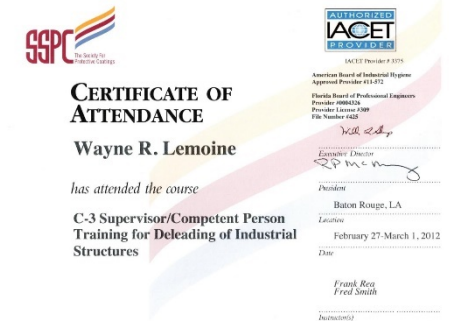 SSPC
The Society for
Protective Coatings
CERTIFICATE OF
ATTENDANCE
Wayne R. Lemoine
has attended the course
C-3 Supervisor/Competent Person
Training for Deleading of Industrial
Structures
AUTHORIZED
IACET
PROVIDER
IACET Provider # 3375
American Board of Industrial Hygiene
Approved Provider #11-572
Florida Board of Professional Engineers
Provider #0004326
Provider License #309
File Number #425
Executive Director
President
Baton Rouge, LA
Location
February 27-March 1, 2012
Date
Frank Rea
Fred Smith
Instructor(s)